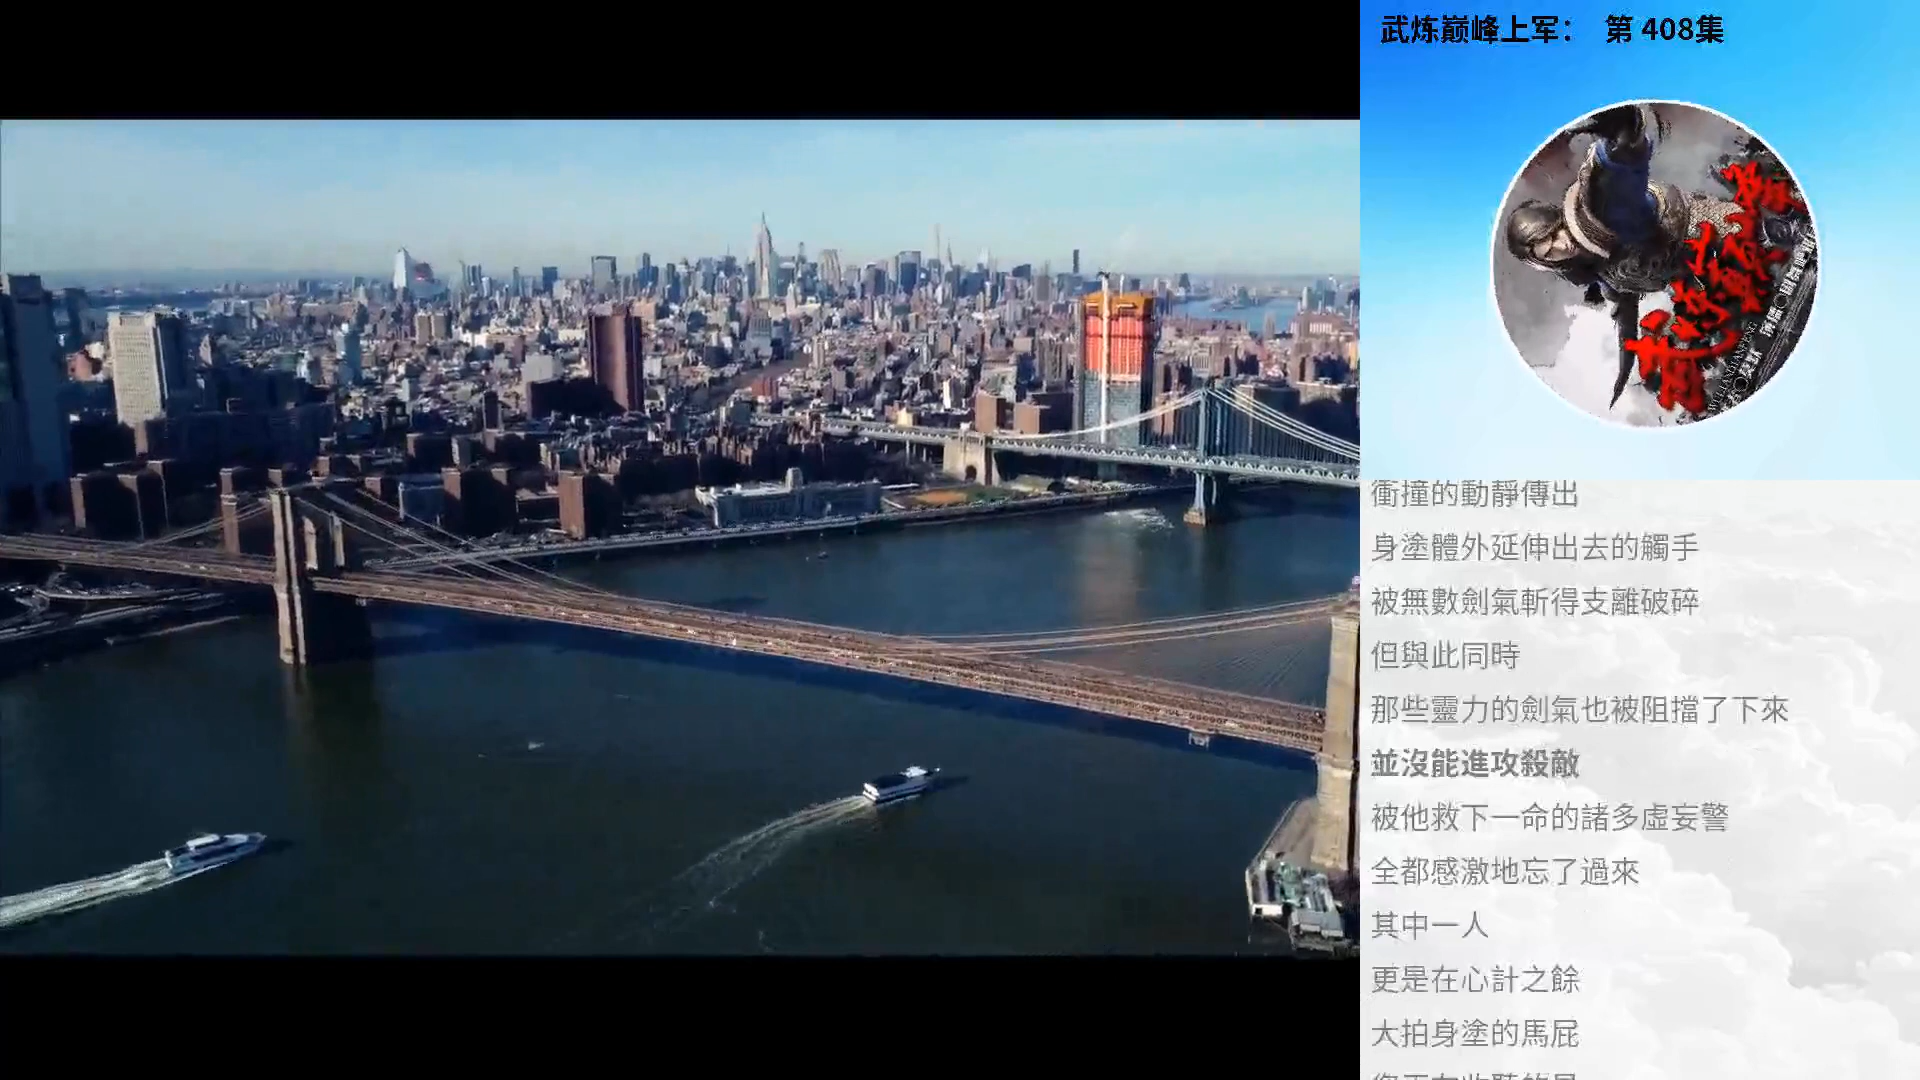 武炼巅峰上军： 第 408集
衝撞的動靜傳出
身塗體外延伸出去的觸手
被無數劍氣斬得支離破碎
但與此同時
那些靈力的劍氣也被阻擋了下來
並沒能進攻殺敵
被他救下一命的諸多虛妄警
全都感激地忘了過來
其中一人
更是在心計之餘
大拍身塗的馬屁